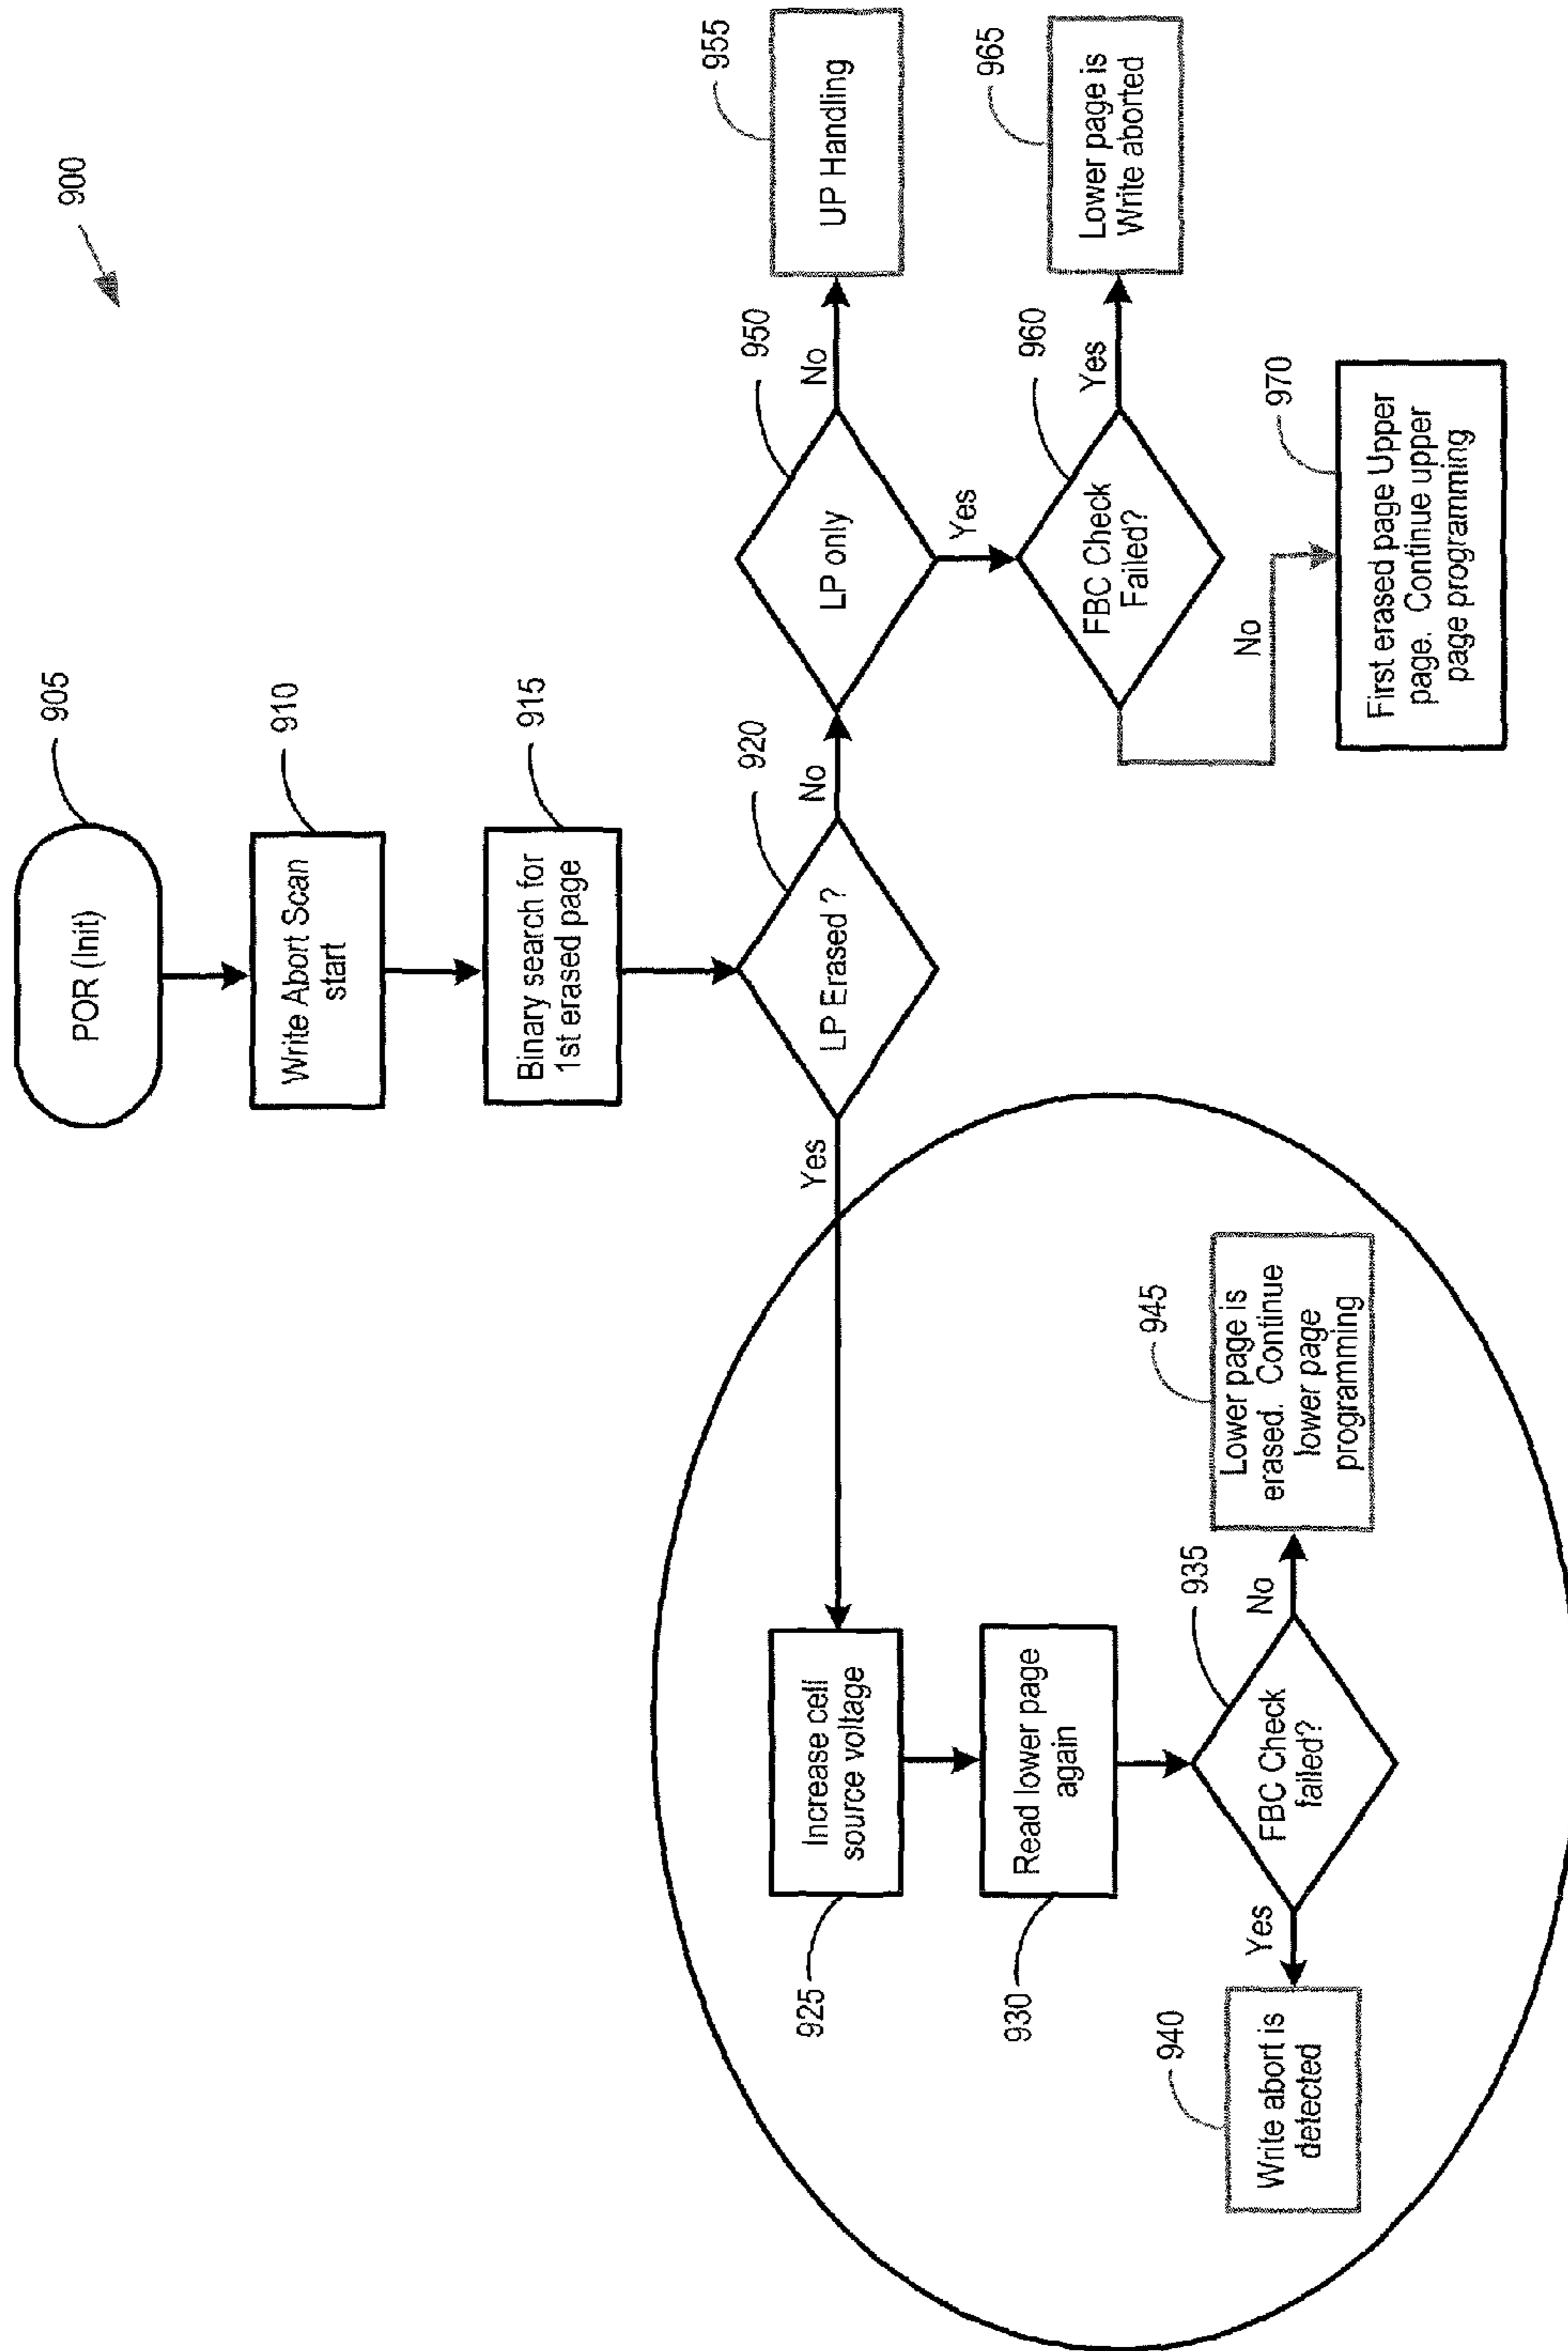 900
POR (Init)
905
Write Abort Scan
start
910
Binary search for
1st erased page
915
LP Erased ?
920
Yes
No
Increase cell
source voltage
925
Read lower page
again
930
FBC Check
failed?
935
Yes
No
Write abort is
detected
940
Lower page is
erased. Continue
lower page
programming
945
LP only
950
No
Yes
UP Handling
955
FBC Check
Failed?
960
Yes
No
Lower page is
Write aborted
965
First erased page Upper
page. Continue upper
page programming
970